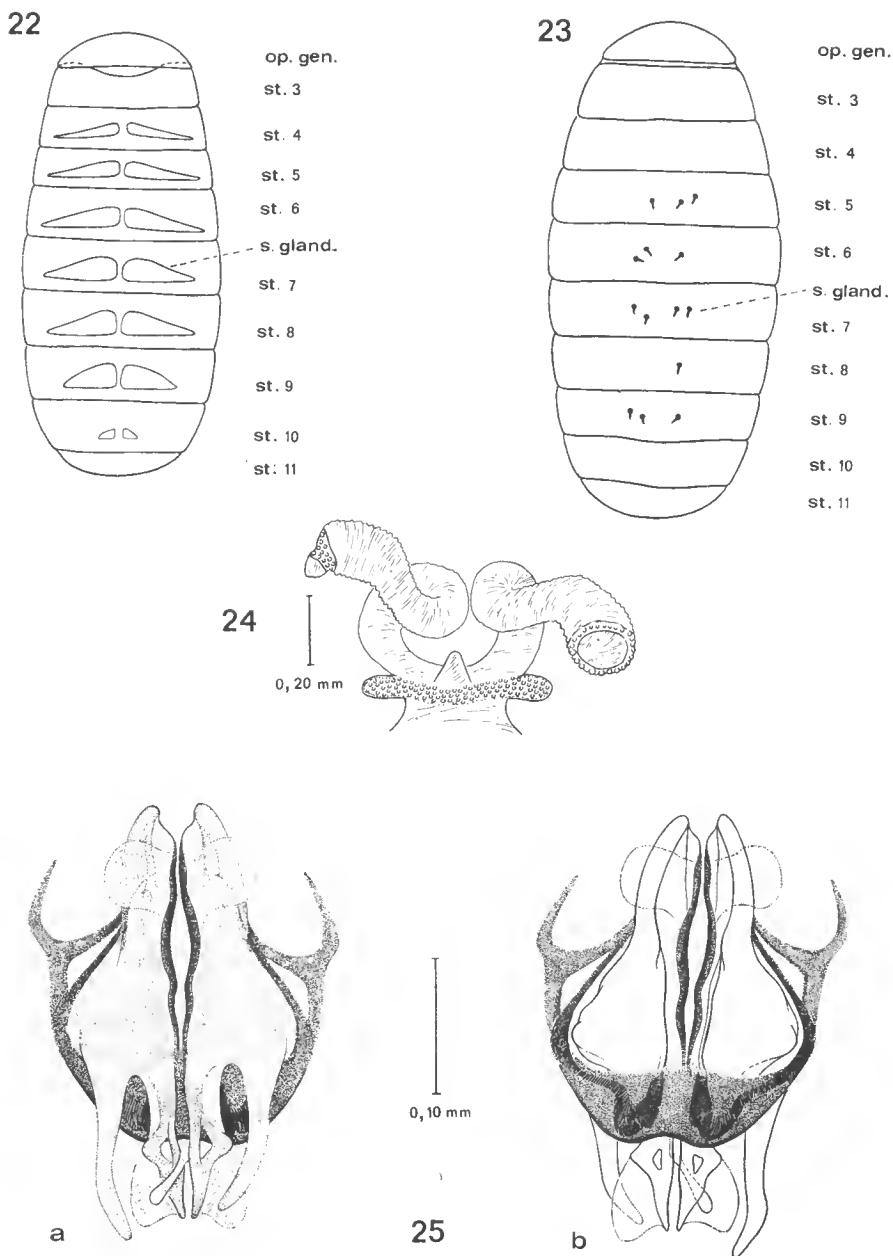 22
op. gen.
st. 3
st. 4
st. 5
st. 6
s. gland.
st. 7
st. 8
st. 9
st. 10
st. 11
23
op. gen.
st. 3
st. 4
st. 5
st. 6
s. gland.
st. 7
st. 8
st. 9
st. 10
st. 11
24
0,20 mm
0,10 mm
a
25
b